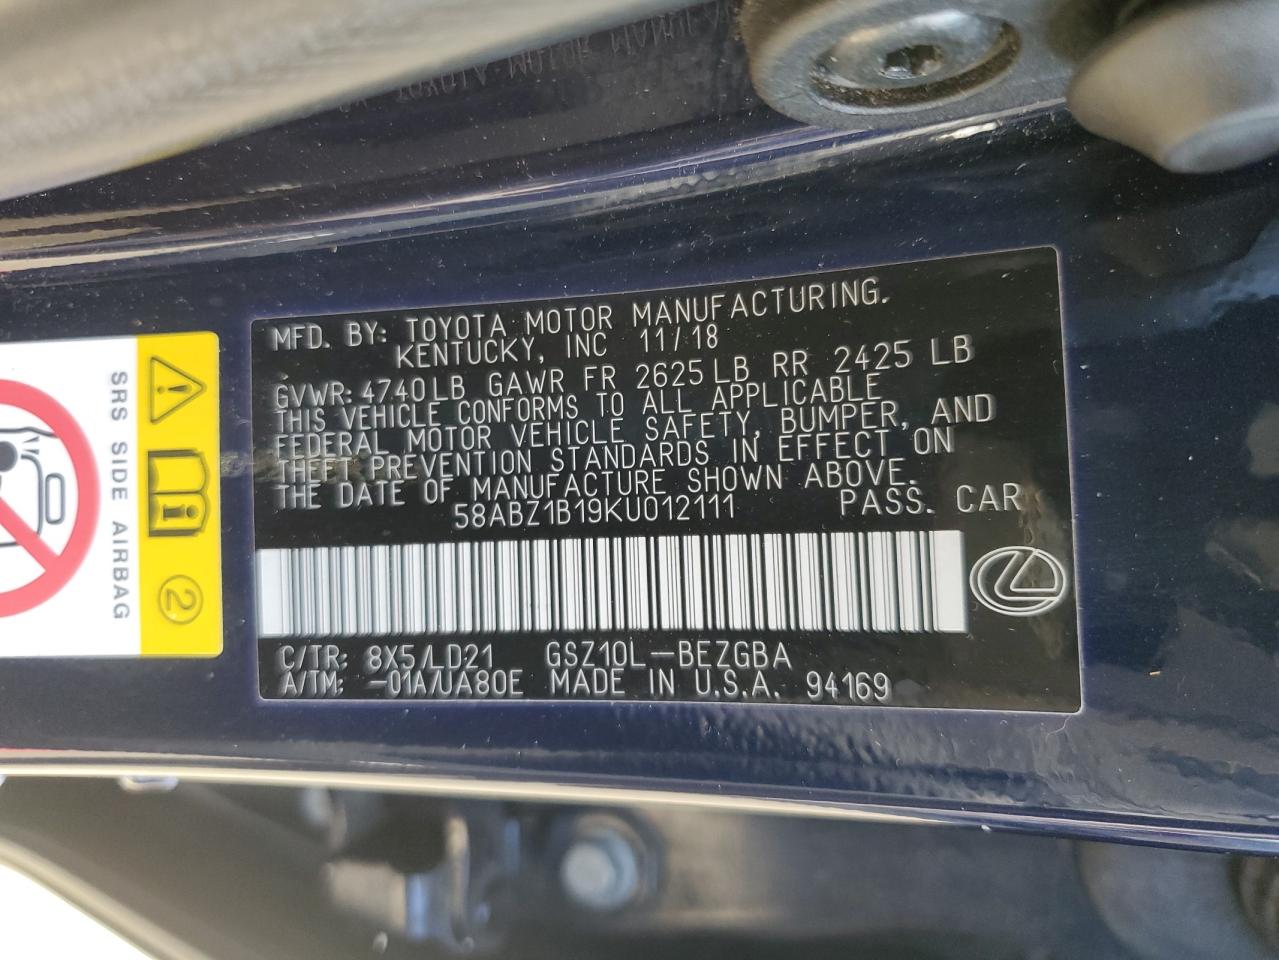 MFD. BY: TOYOTA MOTOR MANUFACTURING.
KENTUCKY, INC 11/18
GVWR: 4740LB GAWR FR 2625 LB RR 2425 LB
THIS VEHICLE CONFORMS TO ALL APPLICABLE
FEDERAL MOTOR VEHICLE SAFETY, BUMPER, AND
THEFT PREVENTION STANDARDS IN EFFECT ON
THE DATE OF MANUFACTURE SHOWN ABOVE.
58ABZ1B19KU012111 PASS. CAR
C/TR: 8X5/LD21 GSZ10L-BEZGBA
A/TM: -01A/UA80E MADE IN U.S.A. 94169
SRS SIDE AIRBAG
2